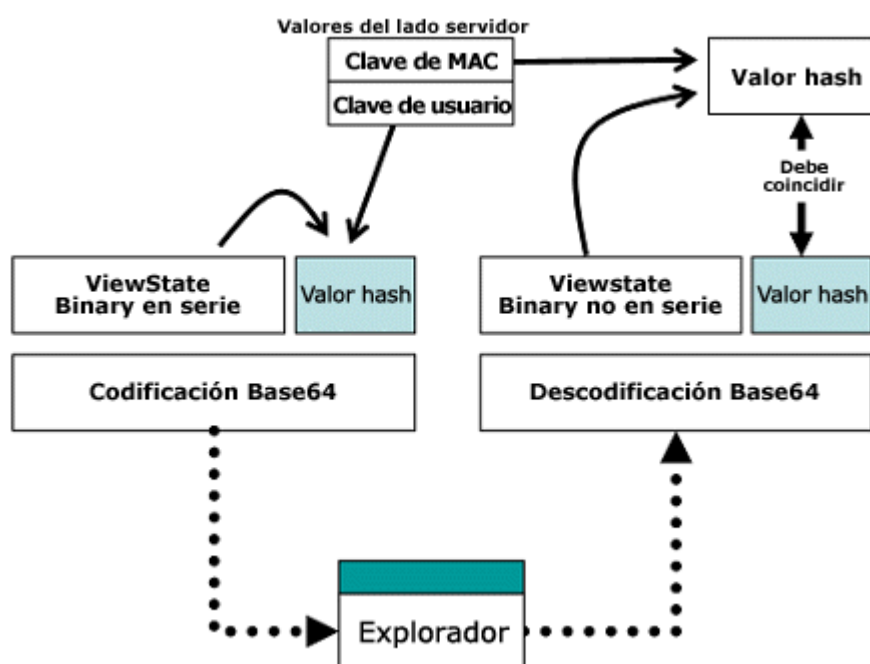 Valores del lado servidor
Clave de MAC
Clave de usuario
Valor hash
Debe
coincidir
ViewState
Binary en serie
Valor hash
Viewstate
Binary no en serie
Valor hash
Codificación Base64
Descodificación Base64
Explorador